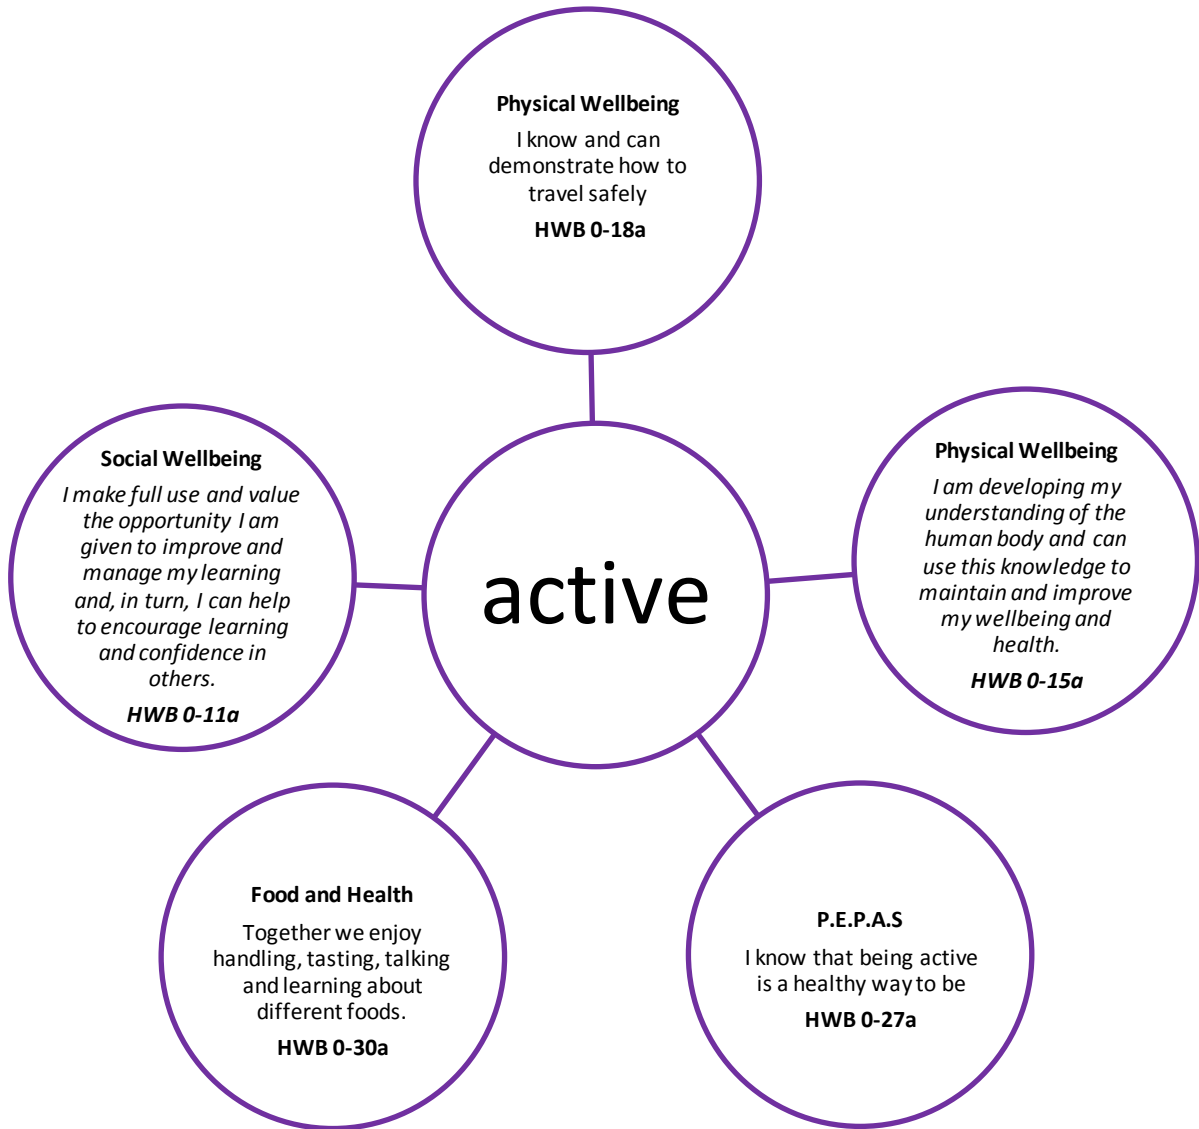 Physical Wellbeing
I know and can
demonstrate how to
travel safely
HWB 0-18a
Social Wellbeing
I make full use and value
the opportunity I am
given to improve and
manage my learning
and, in turn, I can help
to encourage learning
and confidence in
others.
HWB 0-11a
active
Physical Wellbeing
I am developing my
understanding of the
human body and can
use this knowledge to
maintain and improve
my wellbeing and
health.
HWB 0-15a
Food and Health
Together we enjoy
handling, tasting, talking
and learning about
different foods.
HWB 0-30a
P.E.P.A.S
I know that being active
is a healthy way to be
HWB 0-27a